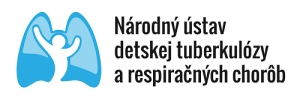 Národný ústav
detskej tuberkulózy
a respiračných chorôb